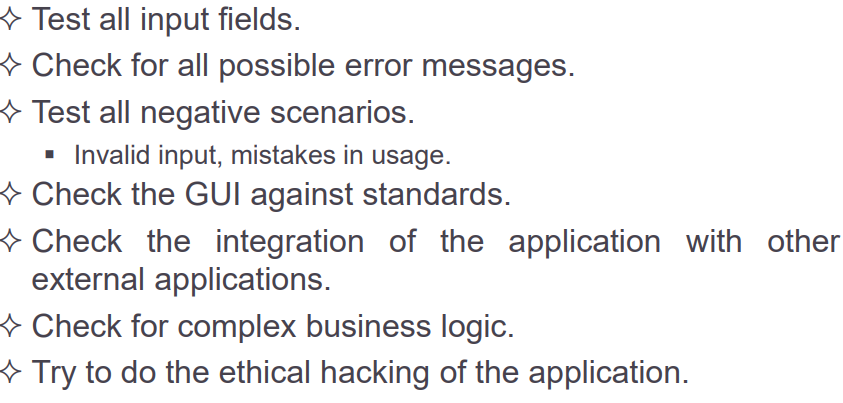 ✧ Test all input fields.
✧ Check for all possible error messages.
✧ Test all negative scenarios.
▪ Invalid input, mistakes in usage.
✧ Check the GUI against standards.
✧ Check the integration of the application with other
external applications.
✧ Check for complex business logic.
✧ Try to do the ethical hacking of the application.